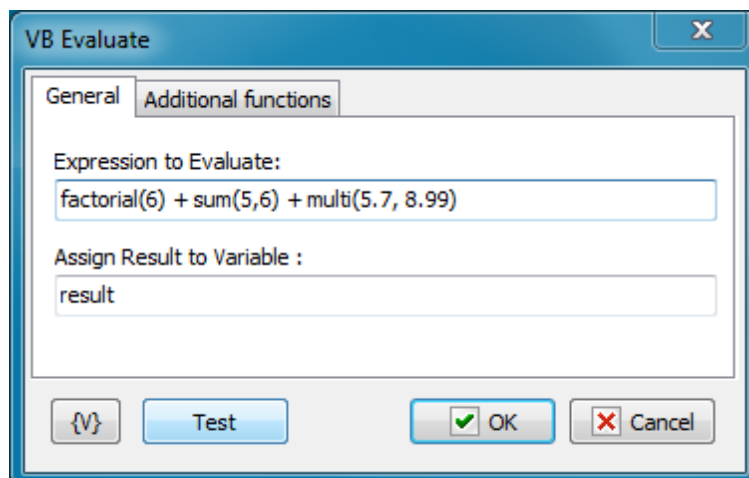 VB Evaluate
General Additional functions
Expression to Evaluate:
factorial(6) + sum(5,6) + multi(5.7, 8.99)
Assign Result to Variable :
result
{V} Test OK Cancel